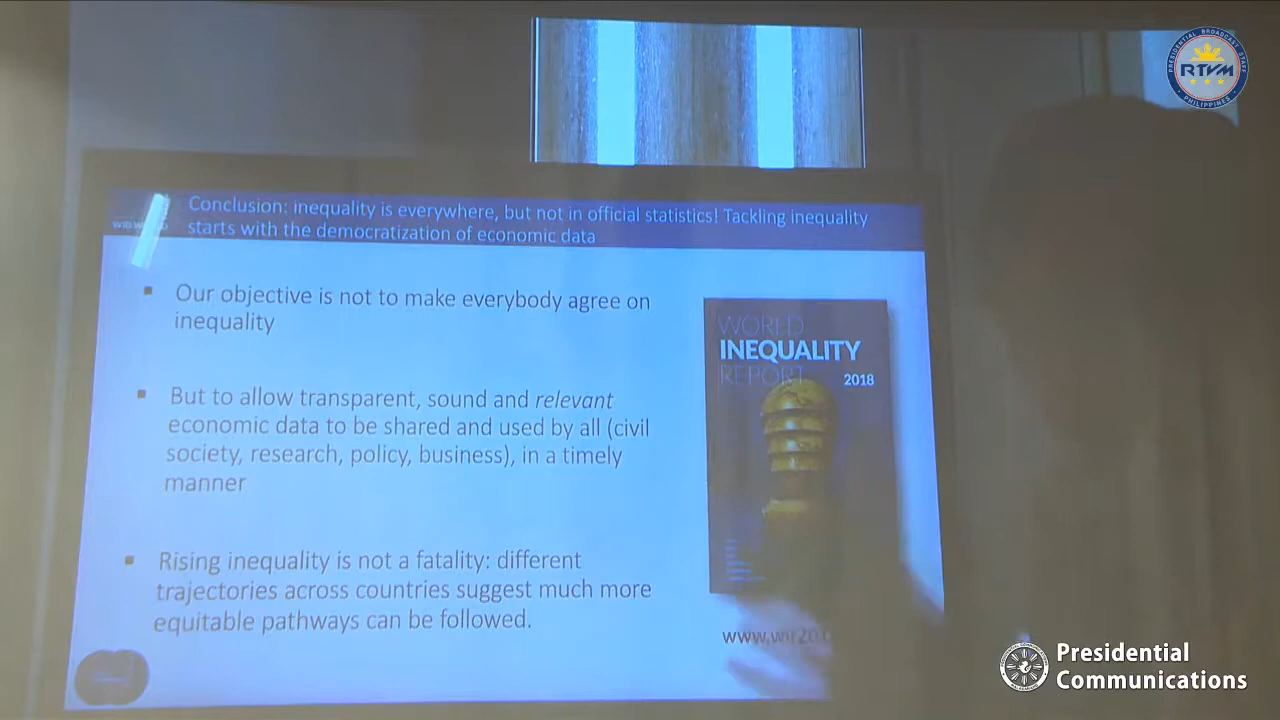 PRESIDENTIAL BROADCAST STAFF
RTVM
PHILIPPINES
Conclusion: inequality is everywhere, but not in official statistics! Tackling inequality
starts with the democratization of economic data
▪ Our objective is not to make everybody agree on
inequality
▪ But to allow transparent, sound and relevant
economic data to be shared and used by all (civil
society, research, policy, business), in a timely
manner
▪ Rising inequality is not a fatality: different
trajectories across countries suggest much more
equitable pathways can be followed.
WORLD
INEQUALITY
REPORT
2018
Presidential
Communications